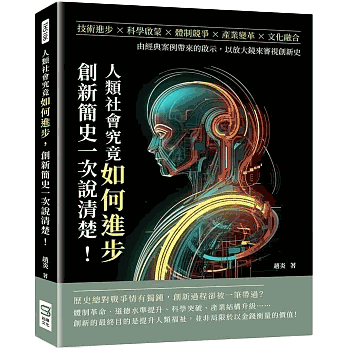 技術進步×科學啟蒙×體制競爭×產業變革×文化融合
由經典案例帶來的啟示，以放大鏡來審視創新史
人類社會究竟如何進步
創新簡史一次說清楚！
趙炎 著
歷史總對戰爭情有獨鍾，創新過程卻被一筆帶過？
體制革命、道德水準提升、科學突破、產業結構升級……
創新的最終目的是提升人類福祉，並非局限於以金錢衡量的價值！
趙炎 著
人類社會究竟如何進步，創新簡史一次說清楚！